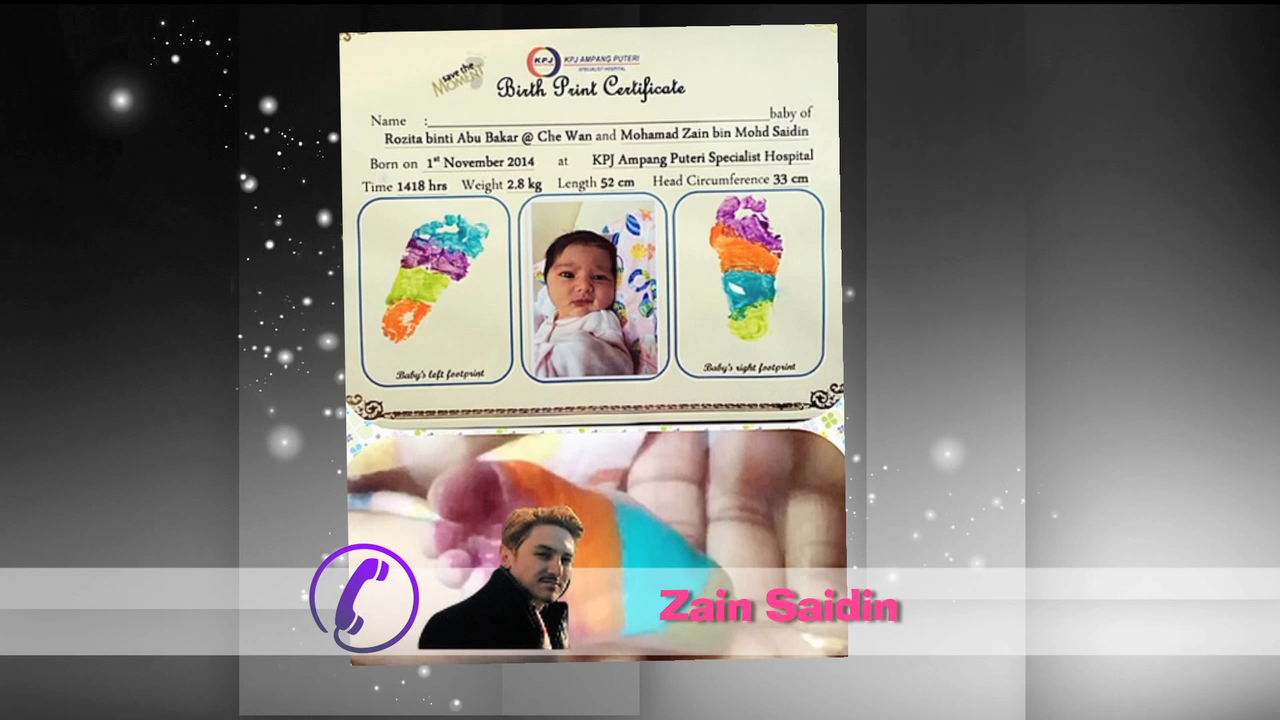 save the
MOMENT
KPJ KPJ AMPANG PUTERI
SPECIALIST HOSPITAL
Birth Print Certificate
Name :____baby of
Rozita binti Abu Bakar @ Che Wan and Mohamad Zain bin Mohd Saidin
Born on 1st November 2014 at KPJ Ampang Puteri Specialist Hospital
Time 1418 hrs Weight 2.8 kg Length 52 cm Head Circumference 33 cm
Baby's left footprint
Baby's right footprint
Zain Saidin